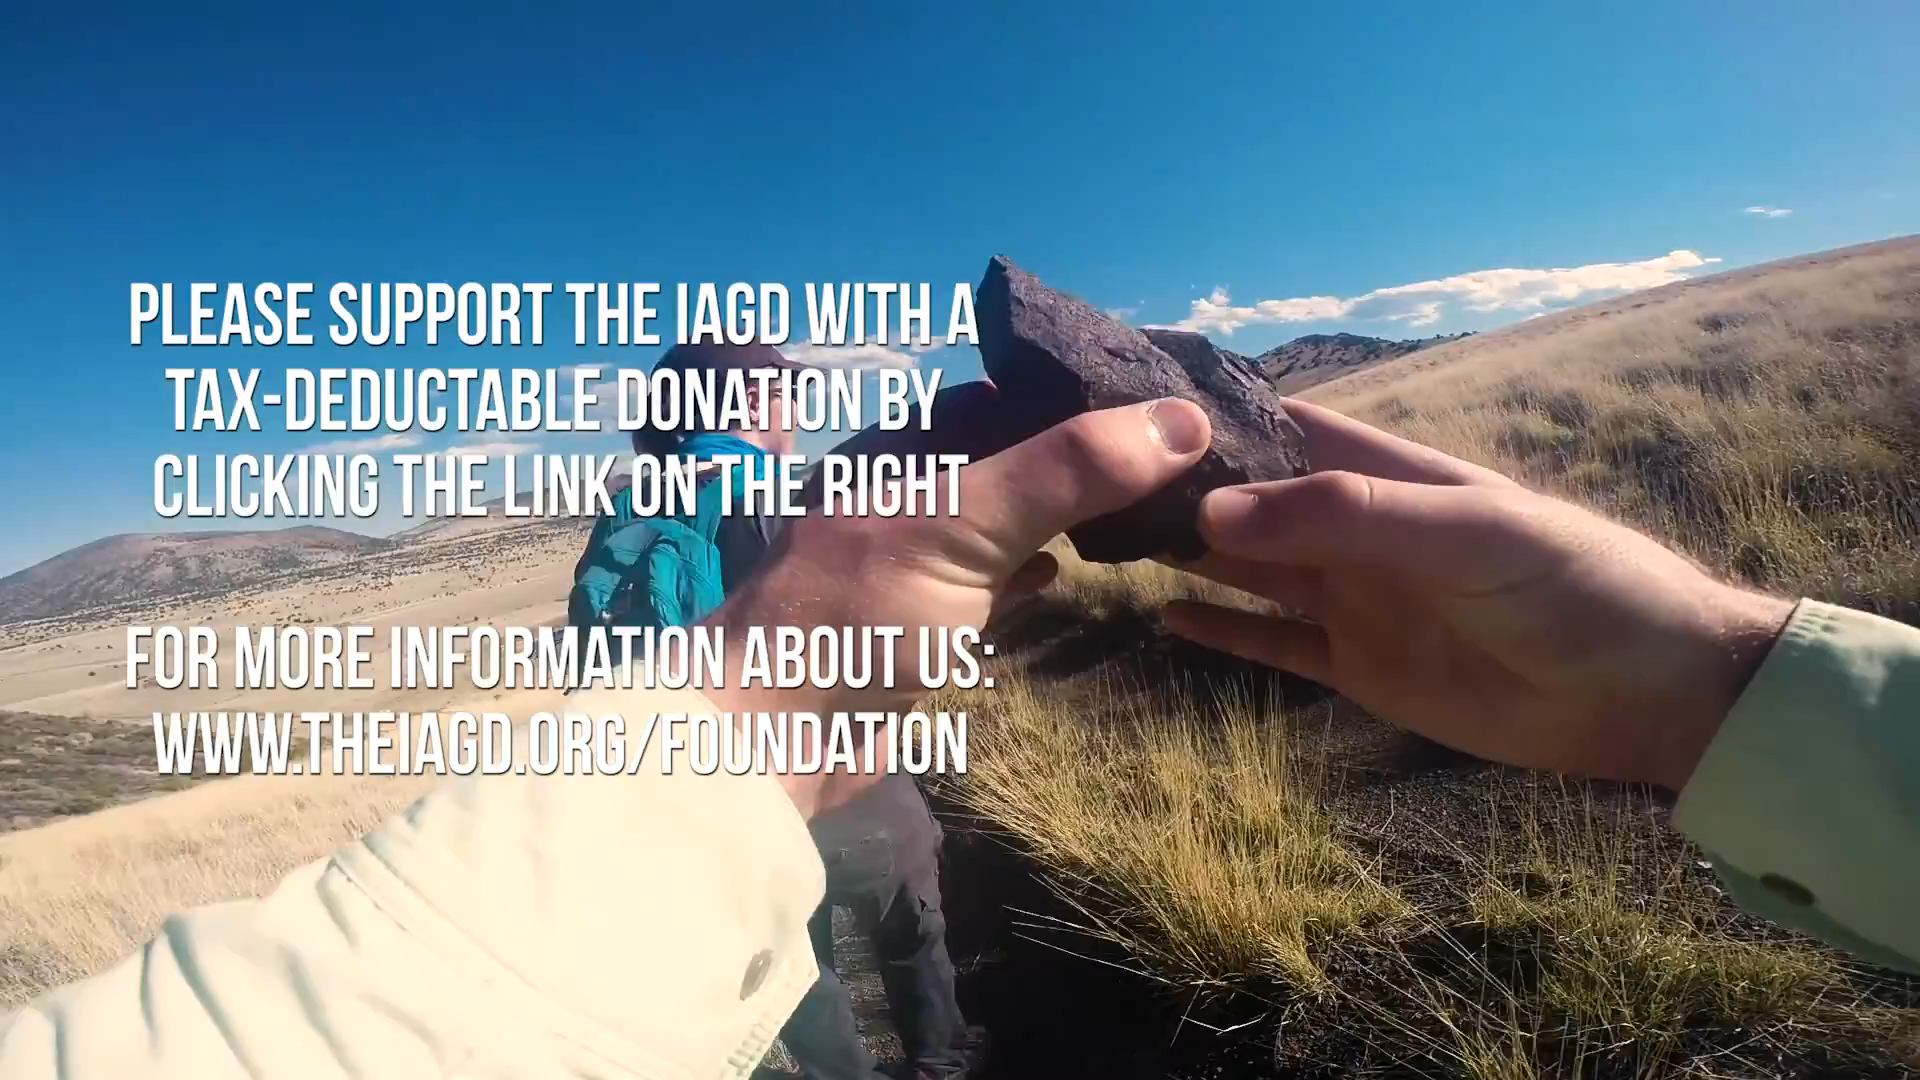 PLEASE SUPPORT THE IAGD WITH A
TAX-DEDUCTABLE DONATION BY
CLICKING THE LINK ON THE RIGHT
FOR MORE INFORMATION ABOUT US:
WWW.THEIAGD.ORG/FOUNDATION